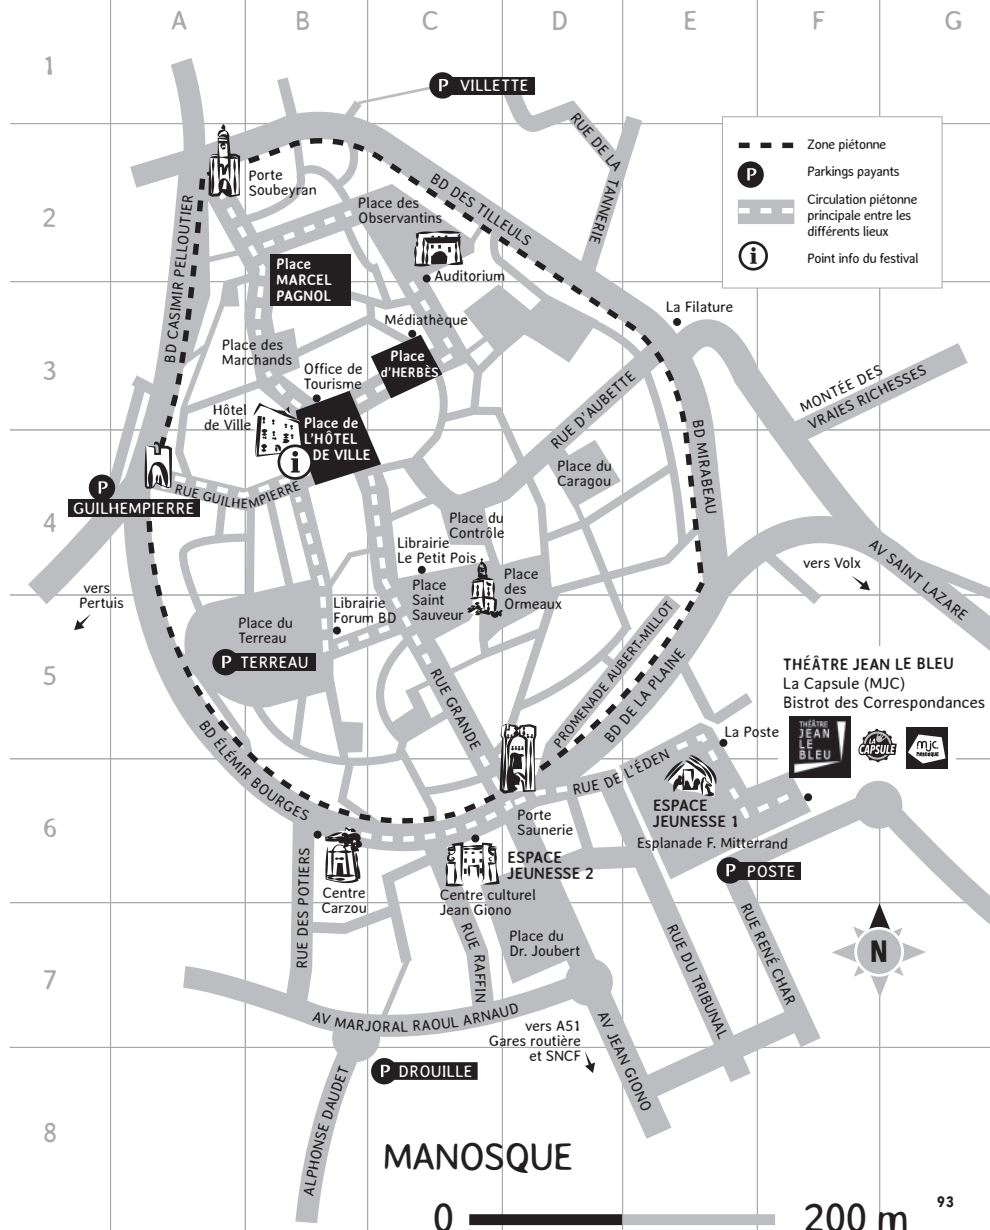 A B C D E F G
1
P VILLETTE
RUE DE LA TANNERIE
Zone piétonne
P
Parkings payants
Circulation piétonne
principale entre les
différents lieux
i
Point info du festival
Porte
Soubeyran
2
BD DES TILLEULS
Place des
Observantins
BD CASIMIR PELLOUTIER
Auditorium
Place
MARCEL
PAGNOL
La Filature
Médiathèque
Place des
Marchands
Place
D'HERBÈS
3
Office de
Tourisme
MONTÉE DES
VRAIES RICHESSES
RUE D'AUBETTE
Hôtel
de Ville
Place de
L'HÔTEL
DE VILLE
i
BD MIRABEAU
Place du
Caragou
P
GUILHEMPIERRE
RUE GUILHEMPIERRE
4
Place du
Contrôle
Librairie
Le Petit Pois
AV SAINT LAZARE
vers Volx
vers
Pertuis
Place
Saint
Sauveur
Place
des
Ormeaux
Librairie
Forum BD
Place du
Terreau
P TERREAU
PROMENADE AUBERT-MILLOT
BD DE LA PLAINE
5
RUE GRANDE
THÉÂTRE JEAN LE BLEU
La Capsule (MJC)
Bistrot des Correspondances
BD ÉLÉMIR BOURGES
La Poste
THÉÂTRE
JEAN
LE
BLEU
LA
CAPSULE
mjc
MANOSQUE
RUE DE L'ÉDEN
ESPACE
JEUNESSE 1
Esplanade F. Mitterrand
6
Porte
Saunerie
ESPACE
JEUNESSE 2
P POSTE
Centre
Carzou
Centre culturel
Jean Giono
RUE DES POTIERS
RUE RAFFIN
Place du
Dr. Joubert
RUE DU TRIBUNAL
RUE RENÉ CHAR
N
7
AV MARJORAL RAOUL ARNAUD
vers A51
Gares routière
et SNCF
AV JEAN GIONO
P DROUILLE
ALPHONSE DAUDET
8
MANOSQUE
0 200 m
93